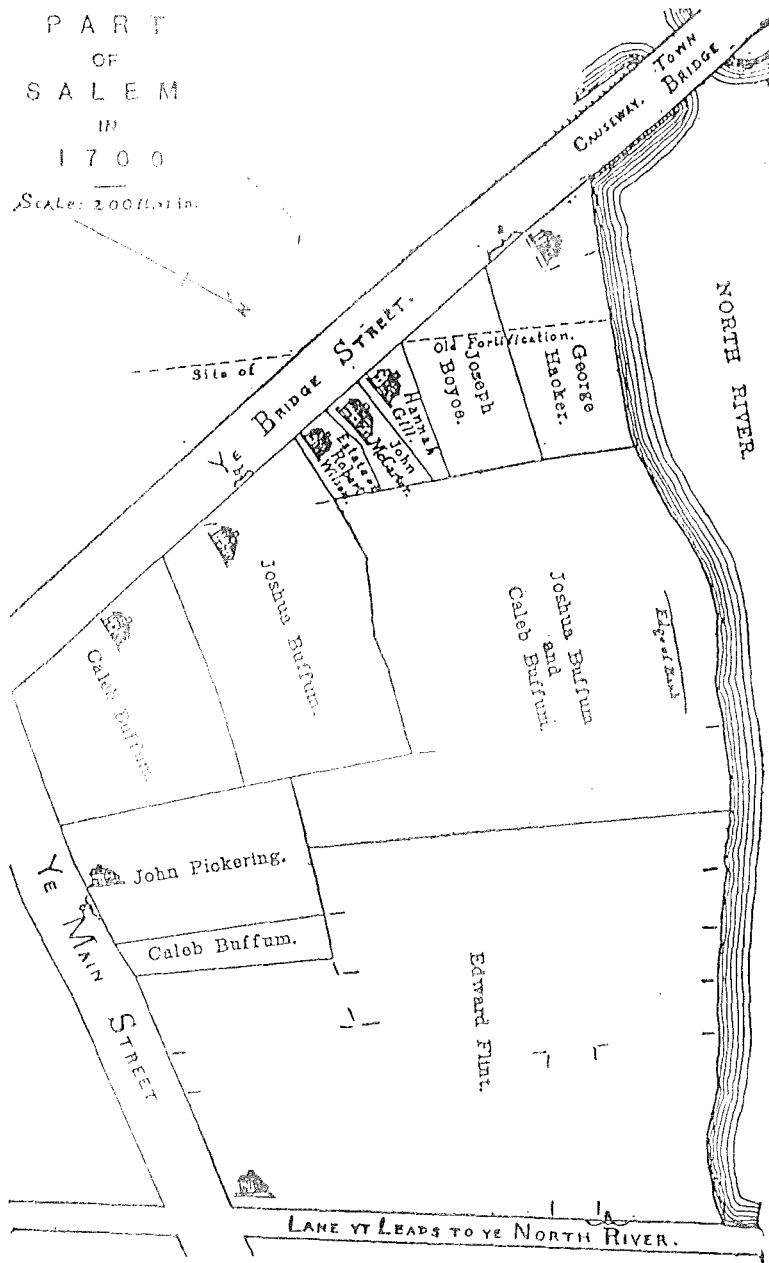 PART
OF
SALEM
IN
1700
Scale: 200 ft. = 1 in.
N
TOWN
BRIDGE
CAUSEWAY.
NORTH RIVER.
YE BRIDGE STREET.
Site of
Old Fortification.
George
Hacker.
Joseph
Boyce.
Hannah
Gill.
John
McCarter.
Estate of
Robert
Wilson.
Joshua Buffum.
Caleb Buffum.
Joshua Buffum
and
Caleb Buffum.
Edge of Bank
John Pickering.
Caleb Buffum.
YE MAIN STREET
Edward Flint.
LANE YT LEADS TO YE NORTH RIVER.